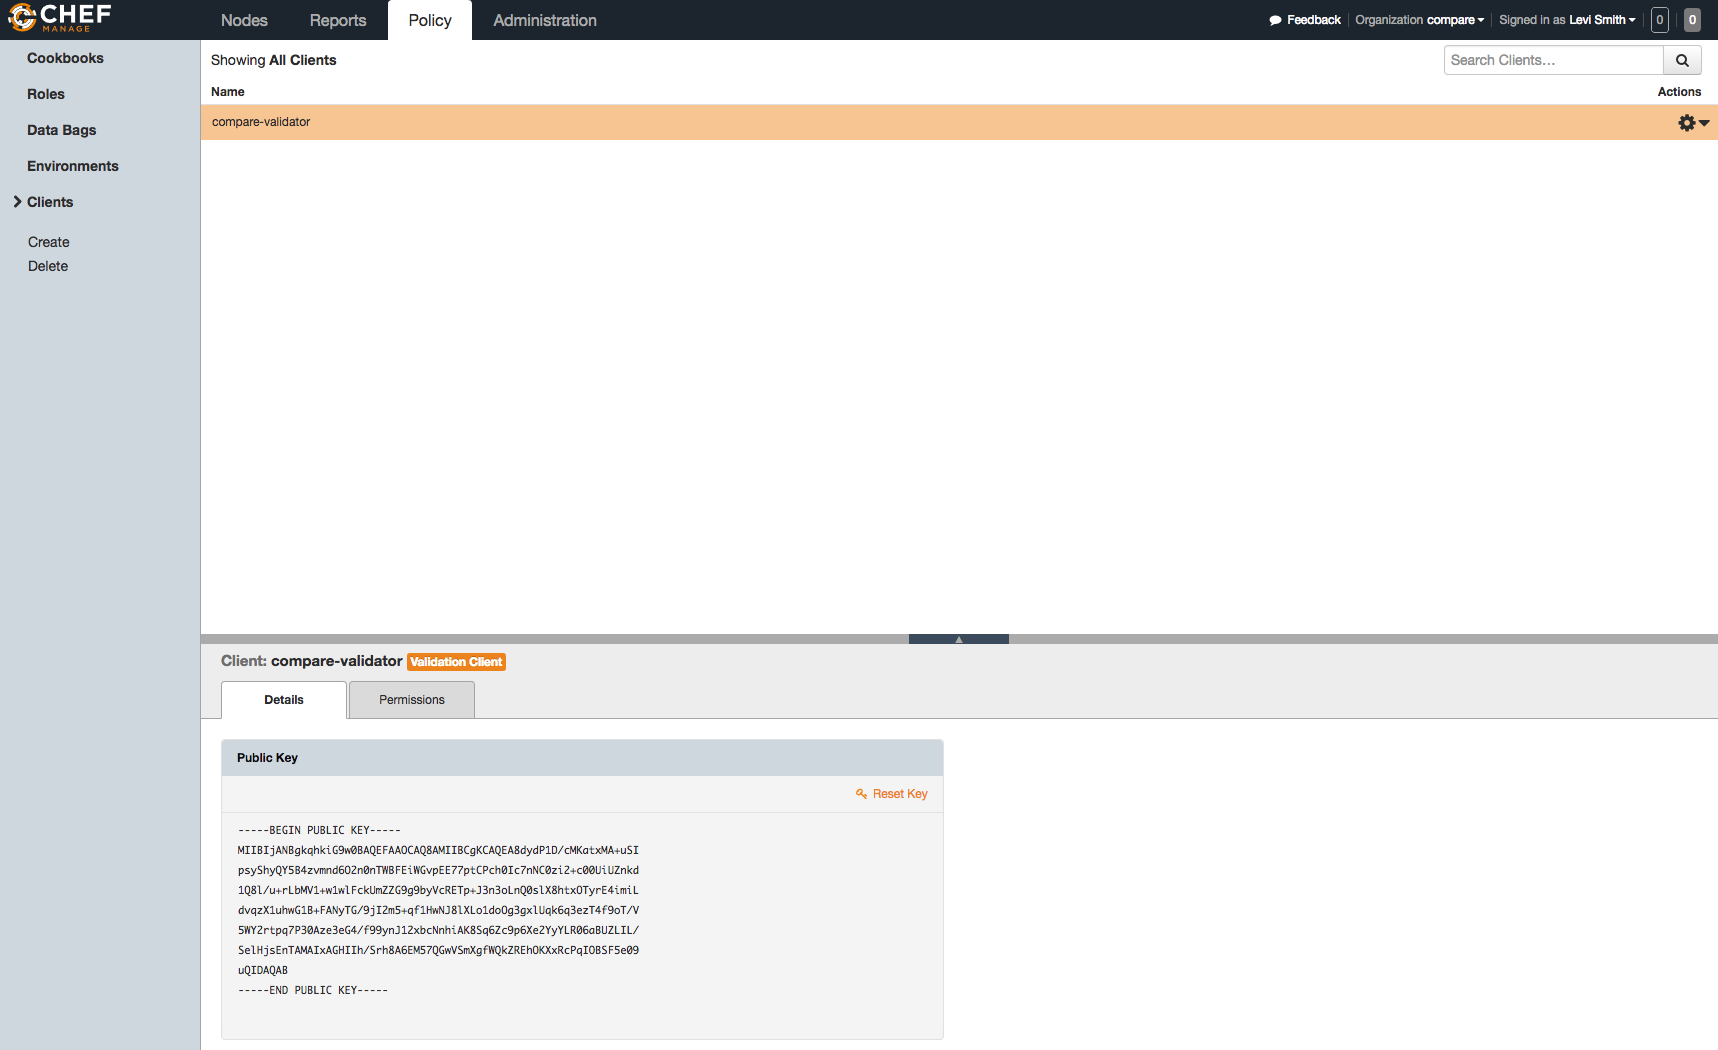 CHEF
MANAGE
Nodes
Reports
Policy
Administration
Feedback
Organization compare
Signed in as Levi Smith
0
0
Cookbooks
Roles
Data Bags
Environments
Clients
Create
Delete
Showing All Clients
Search Clients...
Name
Actions
compare-validator
Client: compare-validator Validation Client
Details
Permissions
Public Key
Reset Key
-----BEGIN PUBLIC KEY-----
MIIBIjANBgkqhkiG9w0BAQEFAAOCAQ8AMIIBCgKCAQEA8dydP1D/cMKatxMA+uSI
psyShyQY5B4zvmnd6O2n0nTWBFEiWGvpEE77ptCPch0Ic7nNC0zi2+c00UiUZnkd
1Q8l/u+rLbMV1+w1wlFckUmZZG9g9byVcRETp+J3n3oLnQ0slX8htxOTyrE4imiL
dvqzX1uhwG1B+FANyTG/9jI2m5+qf1HwNJ8lXLo1doOg3gxlUqk6q3ezT4f9oT/V
5WY2rtpq7P30Aze3eG4/f99ynJ12xbcNnhiAK8Sq6Zc9p6Xe2YyYLR06aBUZLIL/
SelHjsEnTAMAIxAGHIIh/Srh8A6EM57QGwVSmXgfWQkZREhOKXxRcPqIOBSF5e09
uQIDAQAB
-----END PUBLIC KEY-----